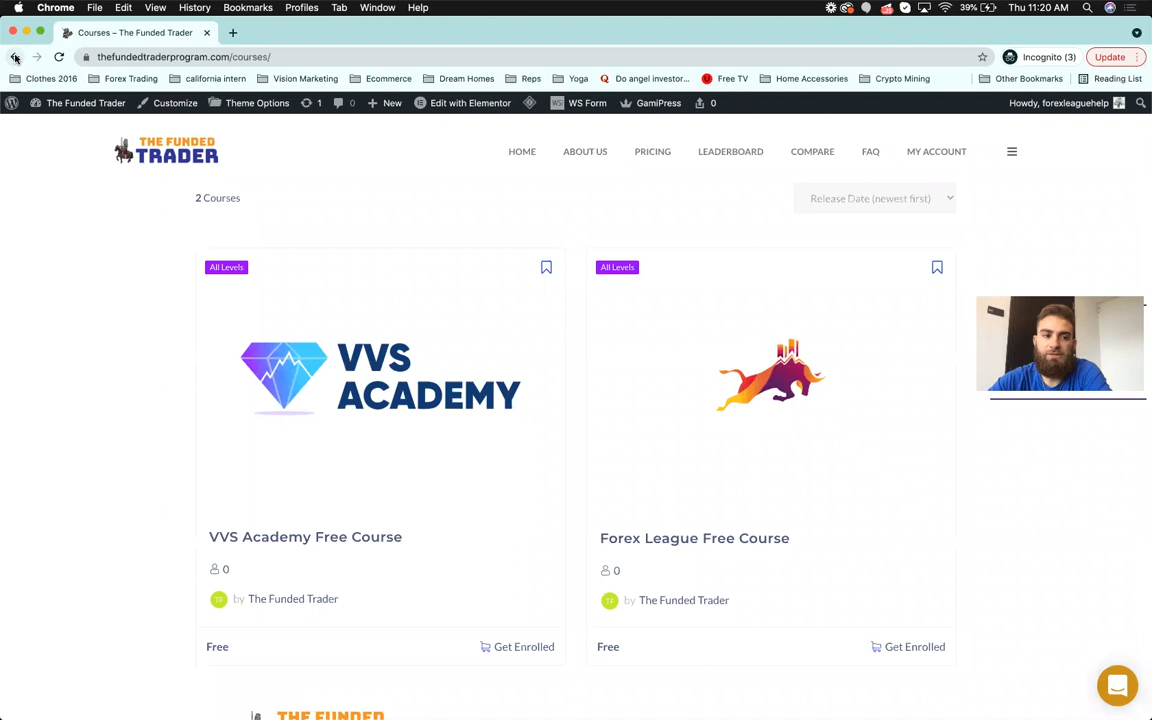 Chrome File Edit View History Bookmarks Profiles Tab Window Help 39% Thu 11:20 AM
Courses – The Funded Trader
thefundedtraderprogram.com/courses/ Incognito (3) Update
Clothes 2016 Forex Trading california intern Vision Marketing Ecommerce Dream Homes Reps Yoga Do angel investor... Free TV Home Accessories Crypto Mining Other Bookmarks Reading List
The Funded Trader Customize Theme Options 1 0 New Edit with Elementor WS Form GamiPress 0 Howdy, forexleaguehelp
THE FUNDED
TRADER
HOME ABOUT US PRICING LEADERBOARD COMPARE FAQ MY ACCOUNT
2 Courses Release Date (newest first)
All Levels All Levels
VVS
ACADEMY
VVS Academy Free Course Forex League Free Course
0 0
TF by The Funded Trader TF by The Funded Trader
Free Get Enrolled Free Get Enrolled
THE FUNDED